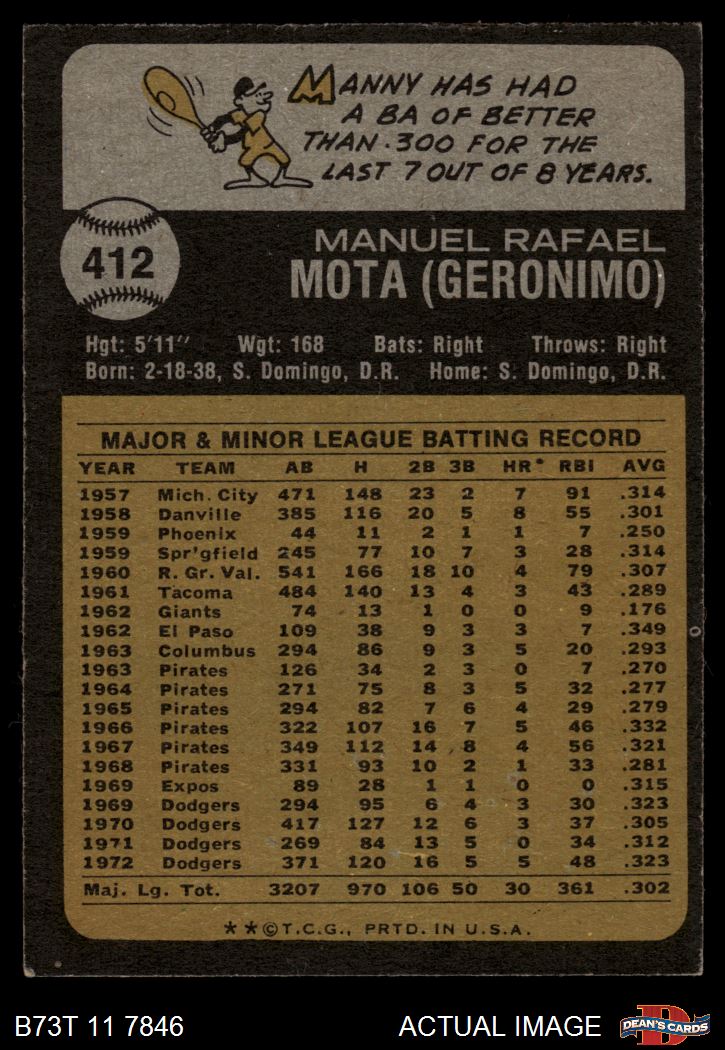 MANNY HAS HAD
A BA OF BETTER
THAN .300 FOR THE
LAST 7 OUT OF 8 YEARS.
412
MANUEL RAFAEL
MOTA (GERONIMO)
Hgt: 5'11" Wgt: 168 Bats: Right Throws: Right
Born: 2-18-38, S. Domingo, D.R. Home: S. Domingo, D.R.
MAJOR & MINOR LEAGUE BATTING RECORD
YEAR TEAM AB H 2B 3B HR* RBI AVG
1957 Mich. City 471 148 23 2 7 91 .314
1958 Danville 385 116 20 5 8 55 .301
1959 Phoenix 44 11 2 1 1 7 .250
1959 Spr'gfield 245 77 10 7 3 28 .314
1960 R. Gr. Val. 541 166 18 10 4 79 .307
1961 Tacoma 484 140 13 4 3 43 .289
1962 Giants 74 13 1 0 0 9 .176
1962 El Paso 109 38 9 3 3 7 .349
1963 Columbus 294 86 9 3 5 20 .293
1963 Pirates 126 34 2 3 0 7 .270
1964 Pirates 271 75 8 3 5 32 .277
1965 Pirates 294 82 7 6 4 29 .279
1966 Pirates 322 107 16 7 5 46 .332
1967 Pirates 349 112 14 8 4 56 .321
1968 Pirates 331 93 10 2 1 33 .281
1969 Expos 89 28 1 1 0 0 .315
1969 Dodgers 294 95 6 4 3 30 .323
1970 Dodgers 417 127 12 6 3 37 .305
1971 Dodgers 269 84 13 5 0 34 .312
1972 Dodgers 371 120 16 5 5 48 .323
Maj. Lg. Tot. 3207 970 106 50 30 361 .302
**©T.C.G., PRTD. IN U.S.A.
B73T 11 7846 ACTUAL IMAGE D DEAN'S CARDS